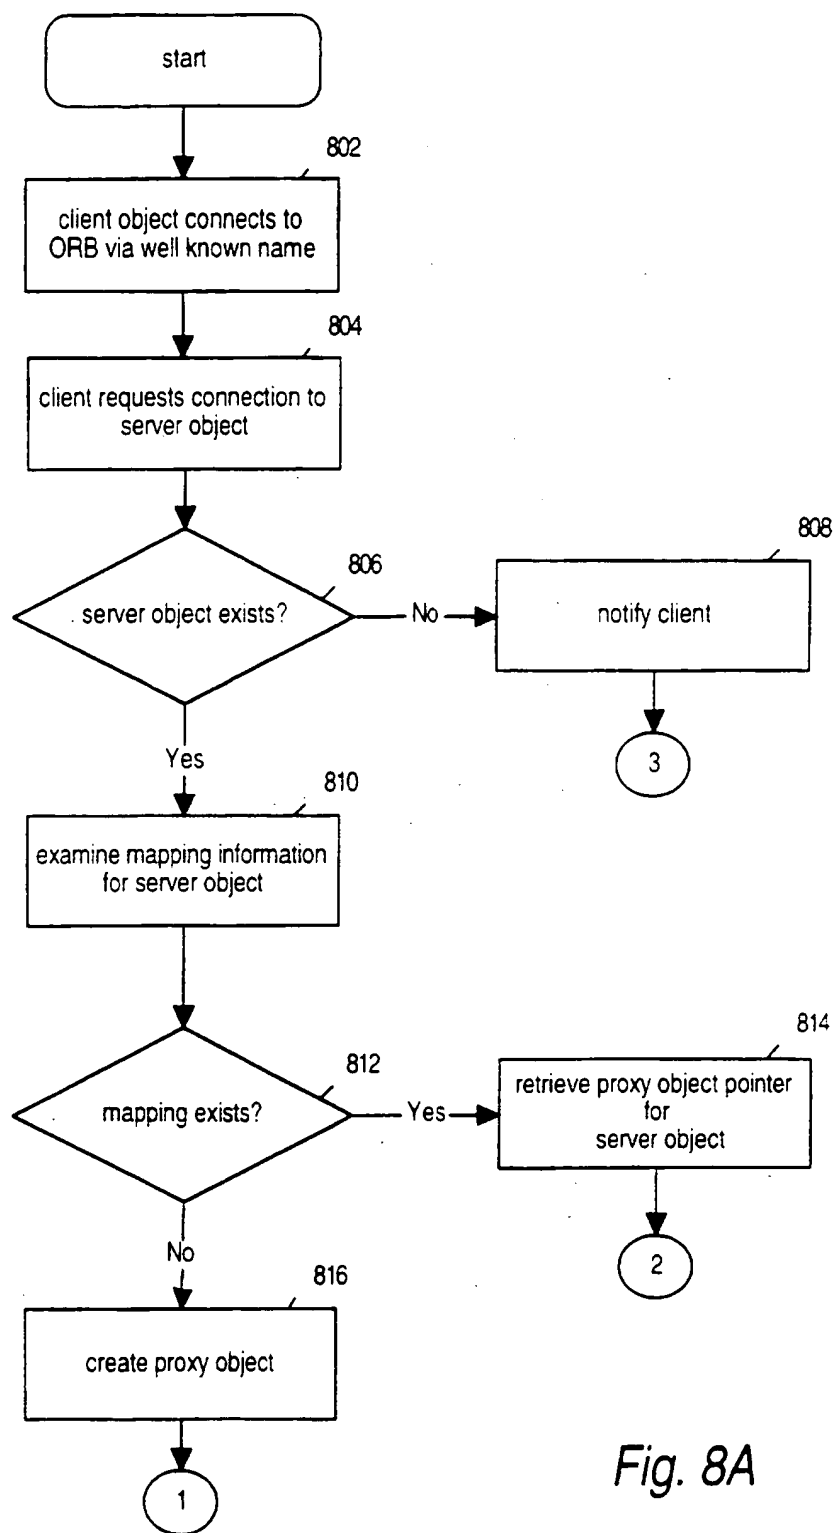 start
802
client object connects to
ORB via well known name
804
client requests connection to
server object
806
server object exists?
No
808
notify client
3
Yes
810
examine mapping information
for server object
812
mapping exists?
Yes
814
retrieve proxy object pointer
for
server object
2
No
816
create proxy object
1
Fig. 8A